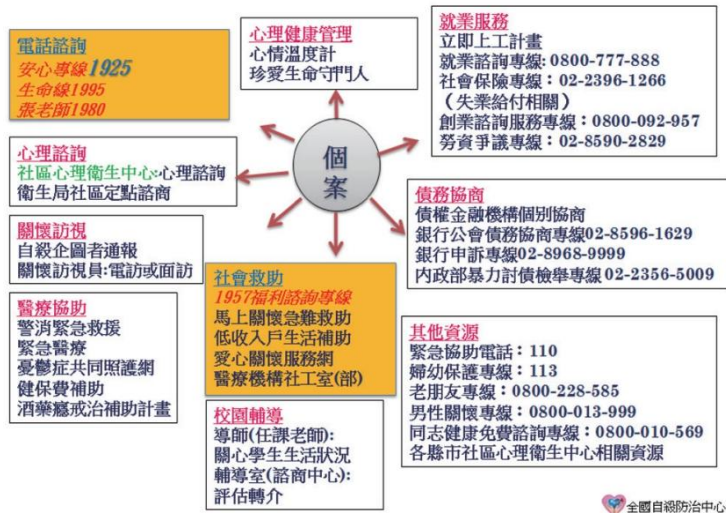 電話諮詢
安心專線1925
生命線1995
張老師1980
心理健康管理
心情溫度計
珍愛生命守門人
就業服務
立即上工計畫
就業諮詢專線: 0800-777-888
社會保險專線：02-2396-1266
（失業給付相關）
創業諮詢服務專線：0800-092-957
勞資爭議專線：02-8590-2829
個案
心理諮詢
社區心理衛生中心:心理諮詢
衛生局社區定點諮商
關懷訪視
自殺企圖者通報
關懷訪視員:電訪或面訪
醫療協助
警消緊急救援
緊急醫療
憂鬱症共同照護網
健保費補助
酒藥癮戒治補助計畫
社會救助
1957福利諮詢專線
馬上關懷急難救助
低收入戶生活補助
愛心關懷服務網
醫療機構社工室(部)
校園輔導
導師(任課老師):
關心學生生活狀況
輔導室(諮商中心):
評估轉介
債務協商
債權金融機構個別協商
銀行公會債務協商專線02-8596-1629
銀行申訴專線：02-8968-9999
內政部暴力討債檢舉專線 02-2356-5009
其他資源
緊急協助電話：110
婦幼保護專線：113
老朋友專線：0800-228-585
男性關懷專線：0800-013-999
同志健康免費諮詢專線：0800-010-569
各縣市社區心理衛生中心相關資源
全國自殺防治中心